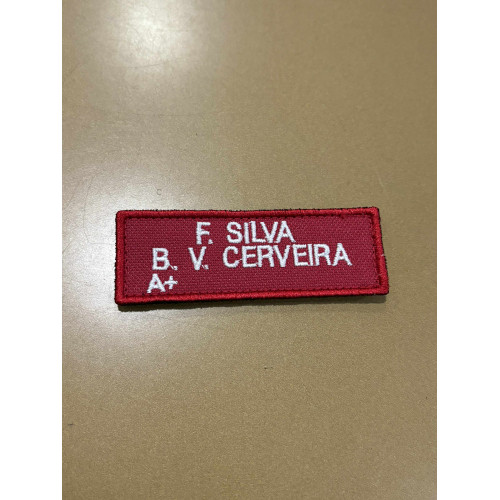 F. SILVA
B. V. CERVEIRA
A+